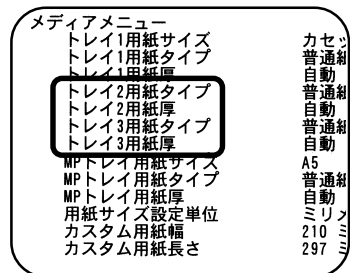 メディアメニュー
トレイ1用紙サイズ カセッ
トレイ1用紙タイプ 普通紙
トレイ1用紙厚 自動
トレイ2用紙タイプ 普通紙
トレイ2用紙厚 自動
トレイ3用紙タイプ 普通紙
トレイ3用紙厚 自動
MPトレイ用紙サイズ A5
MPトレイ用紙タイプ 普通紙
MPトレイ用紙厚 自動
用紙サイズ設定単位 ミリメ
カスタム用紙幅 210 ミ
カスタム用紙長さ 297 ミ